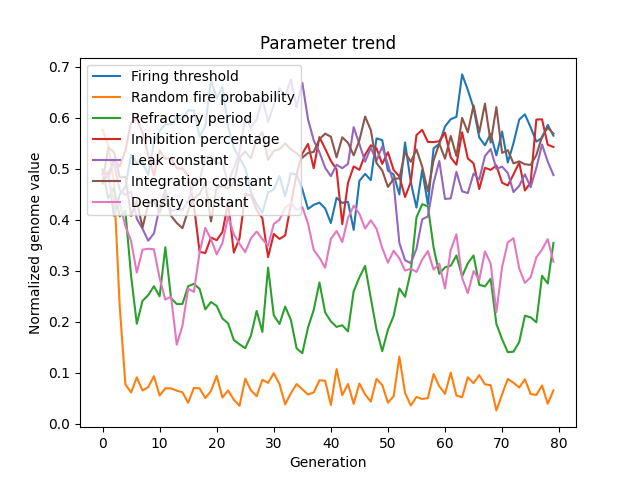 Parameter trend
Firing threshold
Random fire probability
Refractory period
Inhibition percentage
Leak constant
Integration constant
Density constant
Normalized genome value
0.7
0.6
0.5
0.4
0.3
0.2
0.1
0.0
0 10 20 30 40 50 60 70 80
Generation